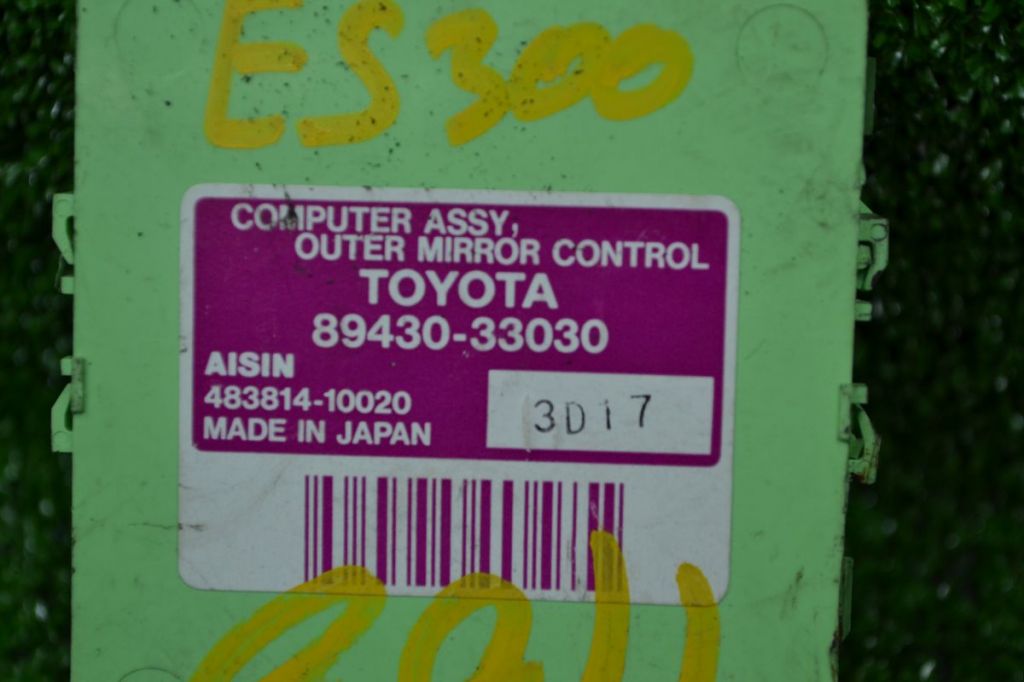 ES300
COMPUTER ASSY,
OUTER MIRROR CONTROL
TOYOTA
89430-33030
AISIN
483814-10020
MADE IN JAPAN
3D17